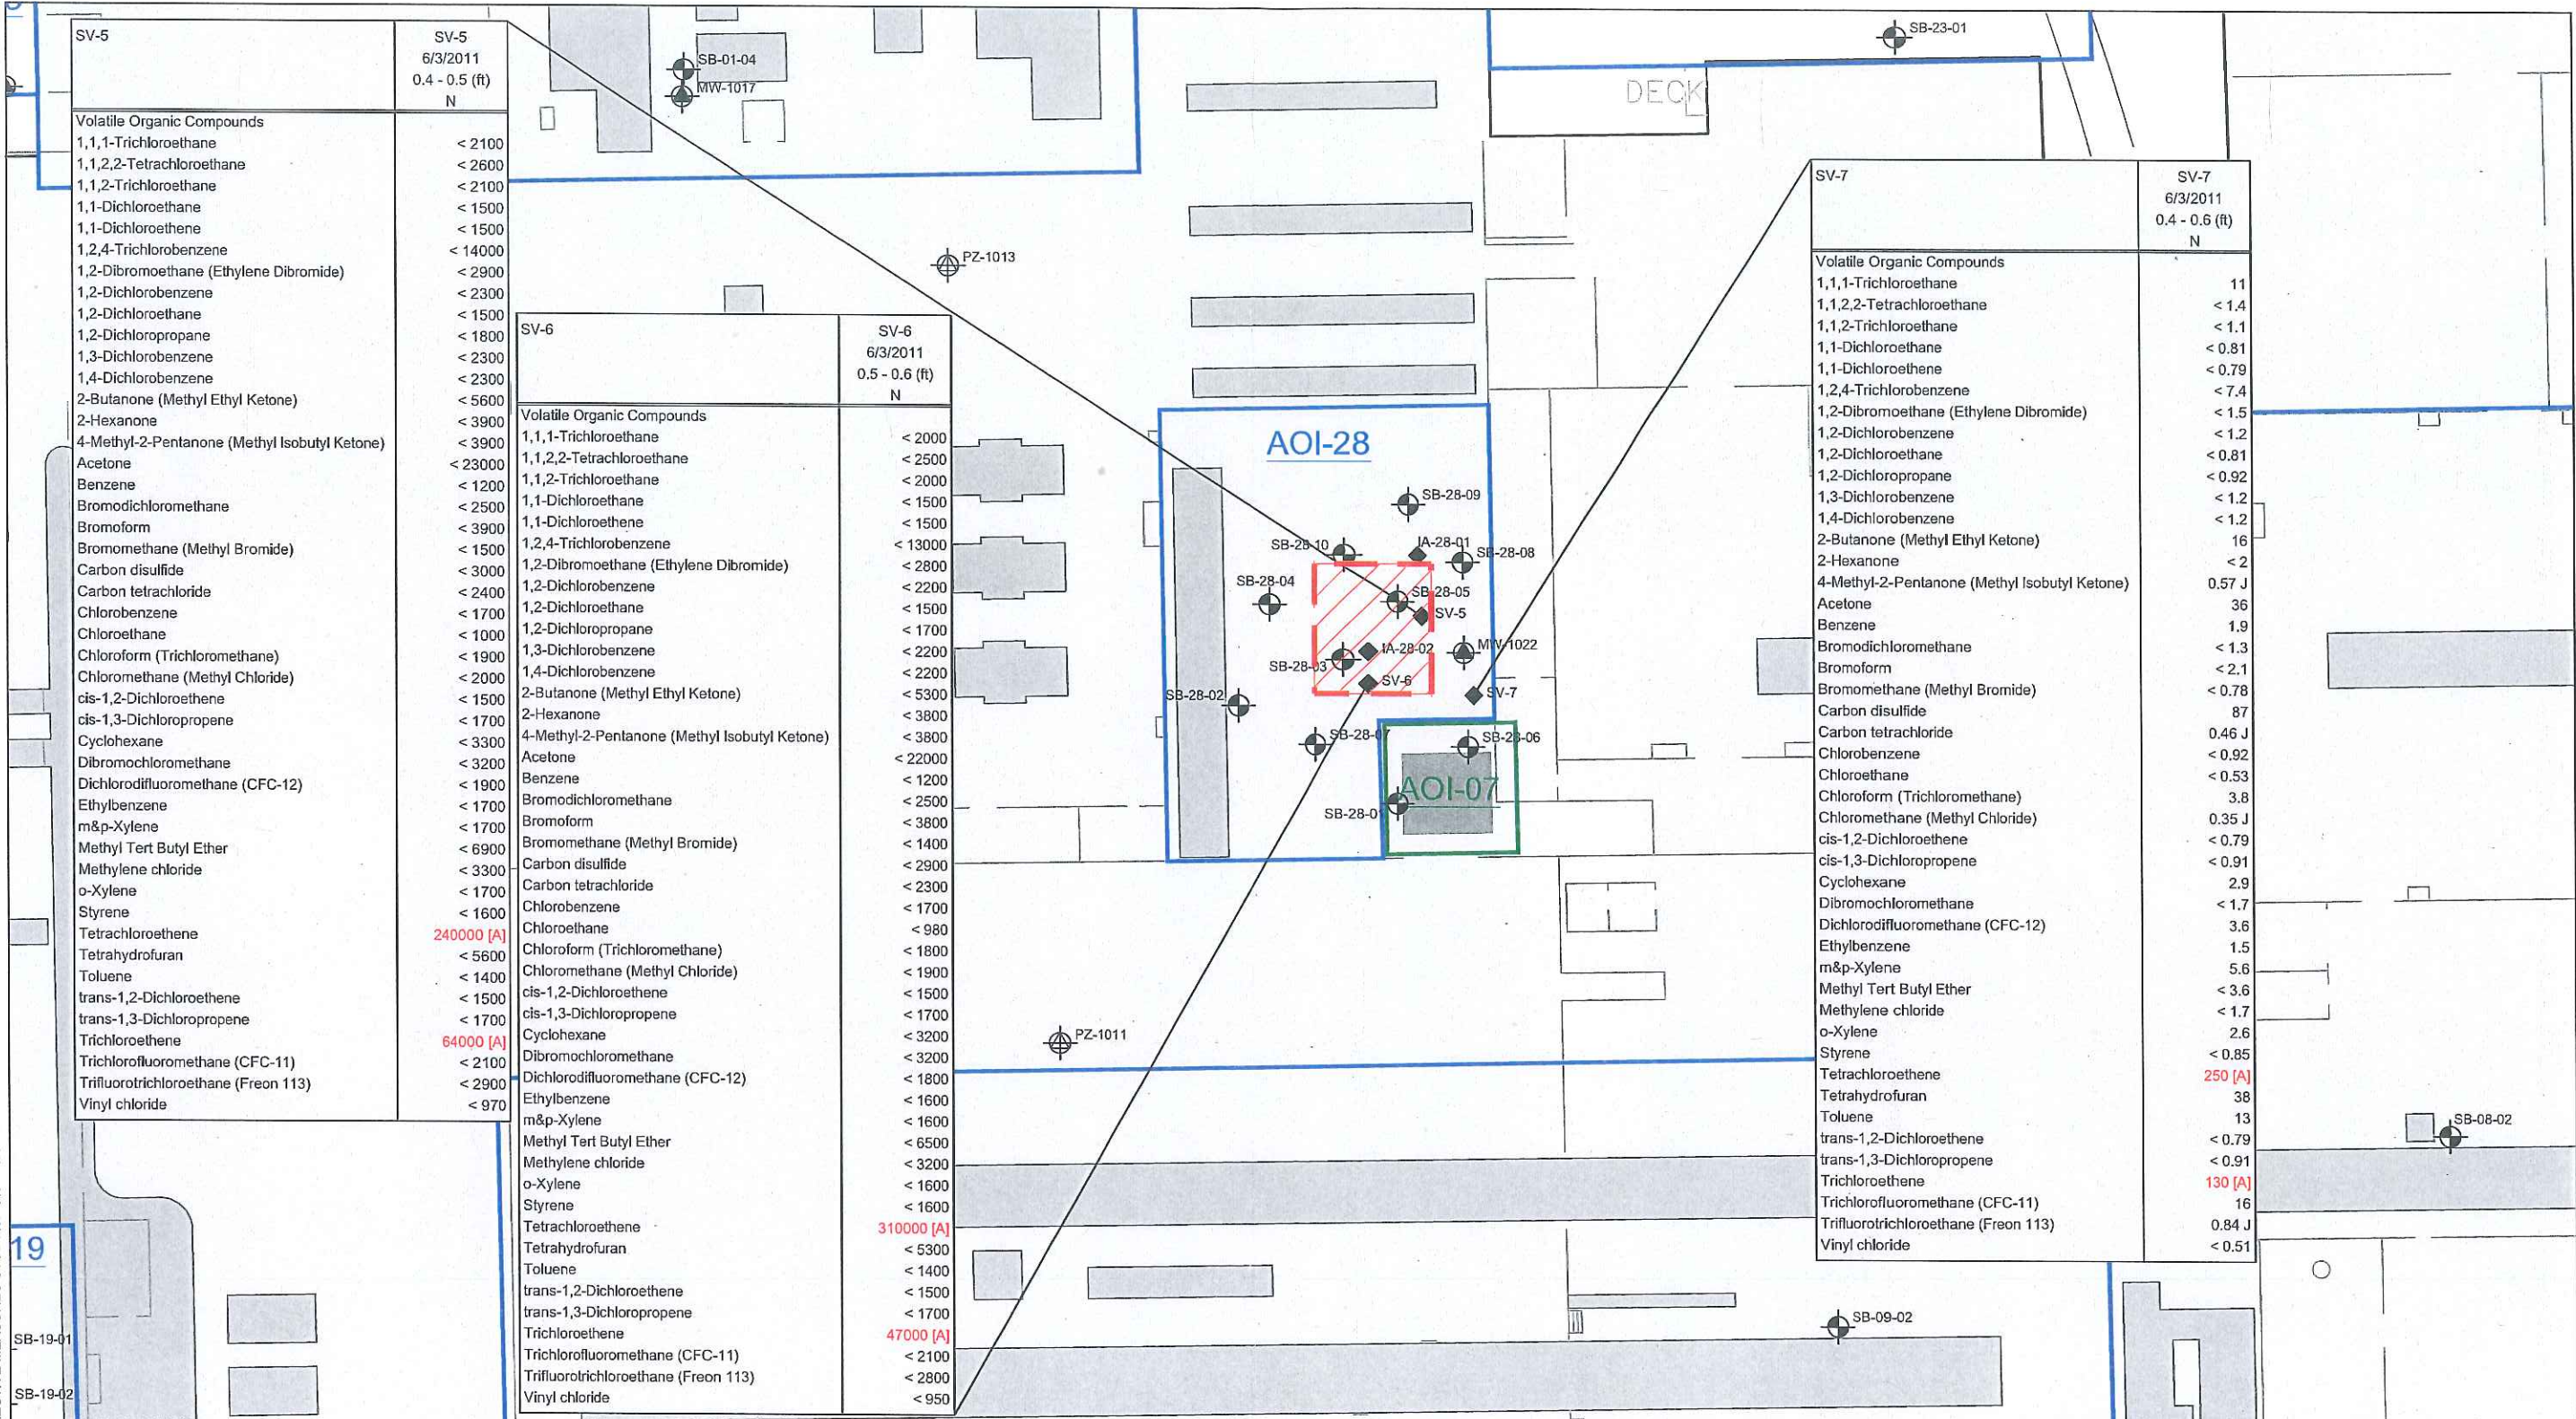 SV-5 SV-5
6/3/2011
0.4 - 0.5 (ft)
N
Volatile Organic Compounds
1,1,1-Trichloroethane < 2100
1,1,2,2-Tetrachloroethane < 2600
1,1,2-Trichloroethane < 2100
1,1-Dichloroethane < 1500
1,1-Dichloroethene < 1500
1,2,4-Trichlorobenzene < 14000
1,2-Dibromoethane (Ethylene Dibromide) < 2900
1,2-Dichlorobenzene < 2300
1,2-Dichloroethane < 1500
1,2-Dichloropropane < 1800
1,3-Dichlorobenzene < 2300
1,4-Dichlorobenzene < 2300
2-Butanone (Methyl Ethyl Ketone) < 5600
2-Hexanone < 3900
4-Methyl-2-Pentanone (Methyl Isobutyl Ketone) < 3900
Acetone < 23000
Benzene < 1200
Bromodichloromethane < 2500
Bromoform < 3900
Bromomethane (Methyl Bromide) < 1500
Carbon disulfide < 3000
Carbon tetrachloride < 2400
Chlorobenzene < 1700
Chloroethane < 1000
Chloroform (Trichloromethane) < 1900
Chloromethane (Methyl Chloride) < 2000
cis-1,2-Dichloroethene < 1500
cis-1,3-Dichloropropene < 1700
Cyclohexane < 3300
Dibromochloromethane < 3200
Dichlorodifluoromethane (CFC-12) < 1900
Ethylbenzene < 1700
m&p-Xylene < 1700
Methyl Tert Butyl Ether < 6900
Methylene chloride < 3300
o-Xylene < 1700
Styrene < 1600
Tetrachloroethene 240000 [A]
Tetrahydrofuran < 5600
Toluene < 1400
trans-1,2-Dichloroethene < 1500
trans-1,3-Dichloropropene < 1700
Trichloroethene 64000 [A]
Trichlorofluoromethane (CFC-11) < 2100
Trifluorotrichloroethane (Freon 113) < 2900
Vinyl chloride < 970
SV-6 SV-6
6/3/2011
0.5 - 0.6 (ft)
N
Volatile Organic Compounds
1,1,1-Trichloroethane < 2000
1,1,2,2-Tetrachloroethane < 2500
1,1,2-Trichloroethane < 2000
1,1-Dichloroethane < 1500
1,1-Dichloroethene < 1500
1,2,4-Trichlorobenzene < 13000
1,2-Dibromoethane (Ethylene Dibromide) < 2800
1,2-Dichlorobenzene < 2200
1,2-Dichloroethane < 1500
1,2-Dichloropropane < 1700
1,3-Dichlorobenzene < 2200
1,4-Dichlorobenzene < 2200
2-Butanone (Methyl Ethyl Ketone) < 5300
2-Hexanone < 3800
4-Methyl-2-Pentanone (Methyl Isobutyl Ketone) < 3800
Acetone < 22000
Benzene < 1200
Bromodichloromethane < 2500
Bromoform < 3800
Bromomethane (Methyl Bromide) < 1400
Carbon disulfide < 2900
Carbon tetrachloride < 2300
Chlorobenzene < 1700
Chloroethane < 980
Chloroform (Trichloromethane) < 1800
Chloromethane (Methyl Chloride) < 1900
cis-1,2-Dichloroethene < 1500
cis-1,3-Dichloropropene < 1700
Cyclohexane < 3200
Dibromochloromethane < 3200
Dichlorodifluoromethane (CFC-12) < 1800
Ethylbenzene < 1600
m&p-Xylene < 1600
Methyl Tert Butyl Ether < 6500
Methylene chloride < 3200
o-Xylene < 1600
Styrene < 1600
Tetrachloroethene 310000 [A]
Tetrahydrofuran < 5300
Toluene < 1400
trans-1,2-Dichloroethene < 1500
trans-1,3-Dichloropropene < 1700
Trichloroethene 47000 [A]
Trichlorofluoromethane (CFC-11) < 2100
Trifluorotrichloroethane (Freon 113) < 2800
Vinyl chloride < 950
SV-7 SV-7
6/3/2011
0.4 - 0.6 (ft)
N
Volatile Organic Compounds
1,1,1-Trichloroethane 11
1,1,2,2-Tetrachloroethane < 1.4
1,1,2-Trichloroethane < 1.1
1,1-Dichloroethane < 0.81
1,1-Dichloroethene < 0.79
1,2,4-Trichlorobenzene < 7.4
1,2-Dibromoethane (Ethylene Dibromide) < 1.5
1,2-Dichlorobenzene < 1.2
1,2-Dichloroethane < 0.81
1,2-Dichloropropane < 0.92
1,3-Dichlorobenzene < 1.2
1,4-Dichlorobenzene < 1.2
2-Butanone (Methyl Ethyl Ketone) 16
2-Hexanone < 2
4-Methyl-2-Pentanone (Methyl Isobutyl Ketone) 0.57 J
Acetone 36
Benzene 1.9
Bromodichloromethane < 1.3
Bromoform < 2.1
Bromomethane (Methyl Bromide) < 0.78
Carbon disulfide 87
Carbon tetrachloride 0.46 J
Chlorobenzene < 0.92
Chloroethane < 0.53
Chloroform (Trichloromethane) 3.8
Chloromethane (Methyl Chloride) 0.35 J
cis-1,2-Dichloroethene < 0.79
cis-1,3-Dichloropropene < 0.91
Cyclohexane 2.9
Dibromochloromethane < 1.7
Dichlorodifluoromethane (CFC-12) 3.6
Ethylbenzene 1.5
m&p-Xylene 5.6
Methyl Tert Butyl Ether < 3.6
Methylene chloride < 1.7
o-Xylene 2.6
Styrene < 0.85
Tetrachloroethene 250 [A]
Tetrahydrofuran 38
Toluene 13
trans-1,2-Dichloroethene < 0.79
trans-1,3-Dichloropropene < 0.91
Trichloroethene 130 [A]
Trichlorofluoromethane (CFC-11) 16
Trifluorotrichloroethane (Freon 113) 0.84 J
Vinyl chloride < 0.51
SB-01-04
MW-1017
SB-23-01
DECK
PZ-1013
AOI-28
SB-28-09
SB-28-10
IA-28-01
SB-28-08
SB-28-04
SB-28-05
SV-5
IA-28-02
MW-1022
SB-28-03
SV-6
SV-7
SB-28-02
SB-28-07
SB-28-06
AOI-07
SB-28-01
PZ-1011
SB-08-02
SB-09-02
19
SB-19-01
SB-19-02